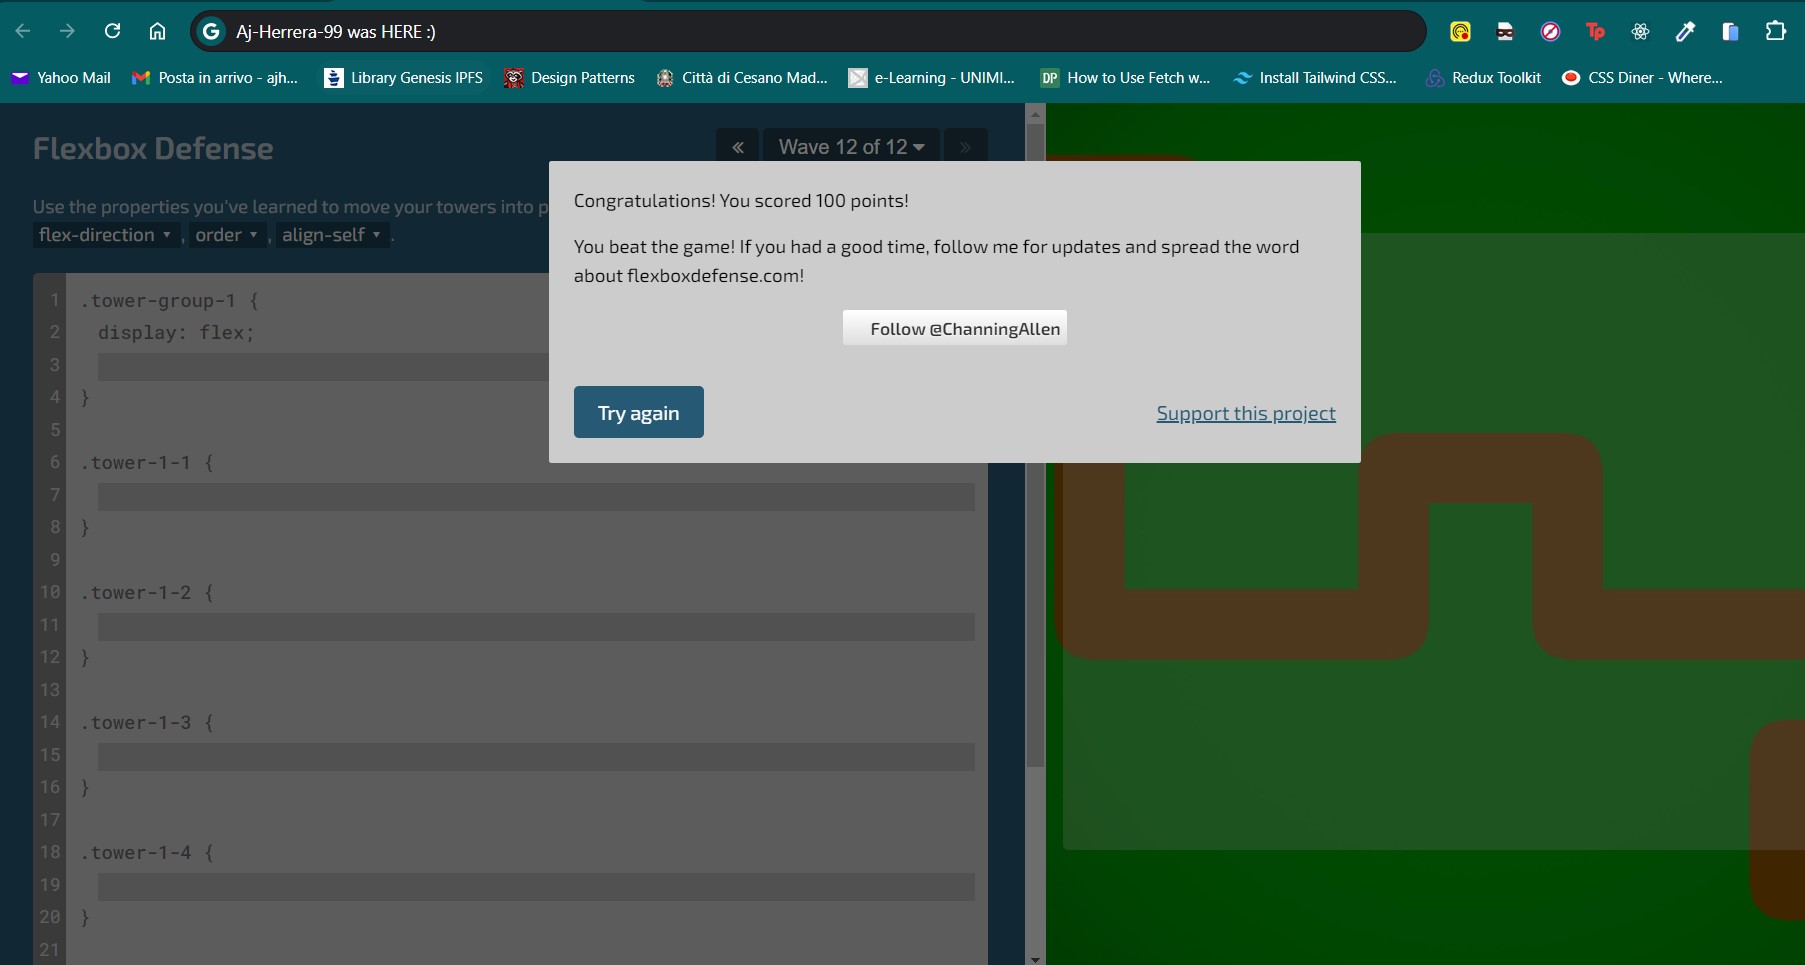 Aj-Herrera-99 was HERE :)
Tp
Yahoo Mail
Posta in arrivo - ajh...
Library Genesis IPFS
Design Patterns
Città di Cesano Mad...
e-Learning - UNIMI...
DP
How to Use Fetch w...
Install Tailwind CSS...
Redux Toolkit
CSS Diner - Where...
Flexbox Defense
« Wave 12 of 12 »
Use the properties you've learned to move your towers into p
flex-direction , order , align-self .
Congratulations! You scored 100 points!
You beat the game! If you had a good time, follow me for updates and spread the word
about flexboxdefense.com!
Follow @ChanningAllen
Try again
Support this project
1 .tower-group-1 {
2 display: flex;
3
4 }
5
6 .tower-1-1 {
7
8 }
9
10 .tower-1-2 {
11
12 }
13
14 .tower-1-3 {
15
16 }
17
18 .tower-1-4 {
19
20 }
21